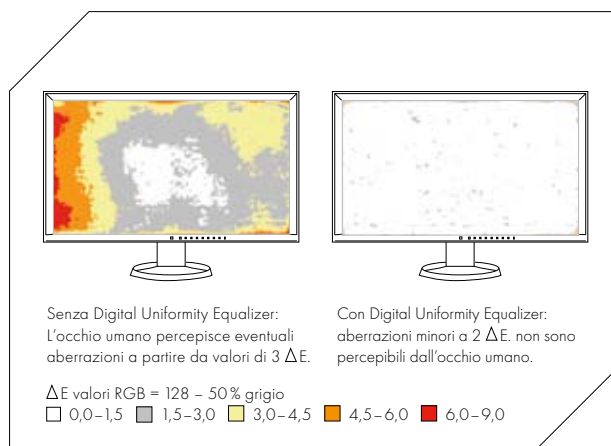 Senza Digital Uniformity Equalizer:
L'occhio umano percepisce eventuali
aberrazioni a partire da valori di 3 ΔE.
Con Digital Uniformity Equalizer:
aberrazioni minori a 2 ΔE. non sono
percepibili dall'occhio umano.
ΔE valori RGB = 128 – 50% grigio
0,0–1,5 1,5–3,0 3,0–4,5 4,5–6,0 6,0–9,0